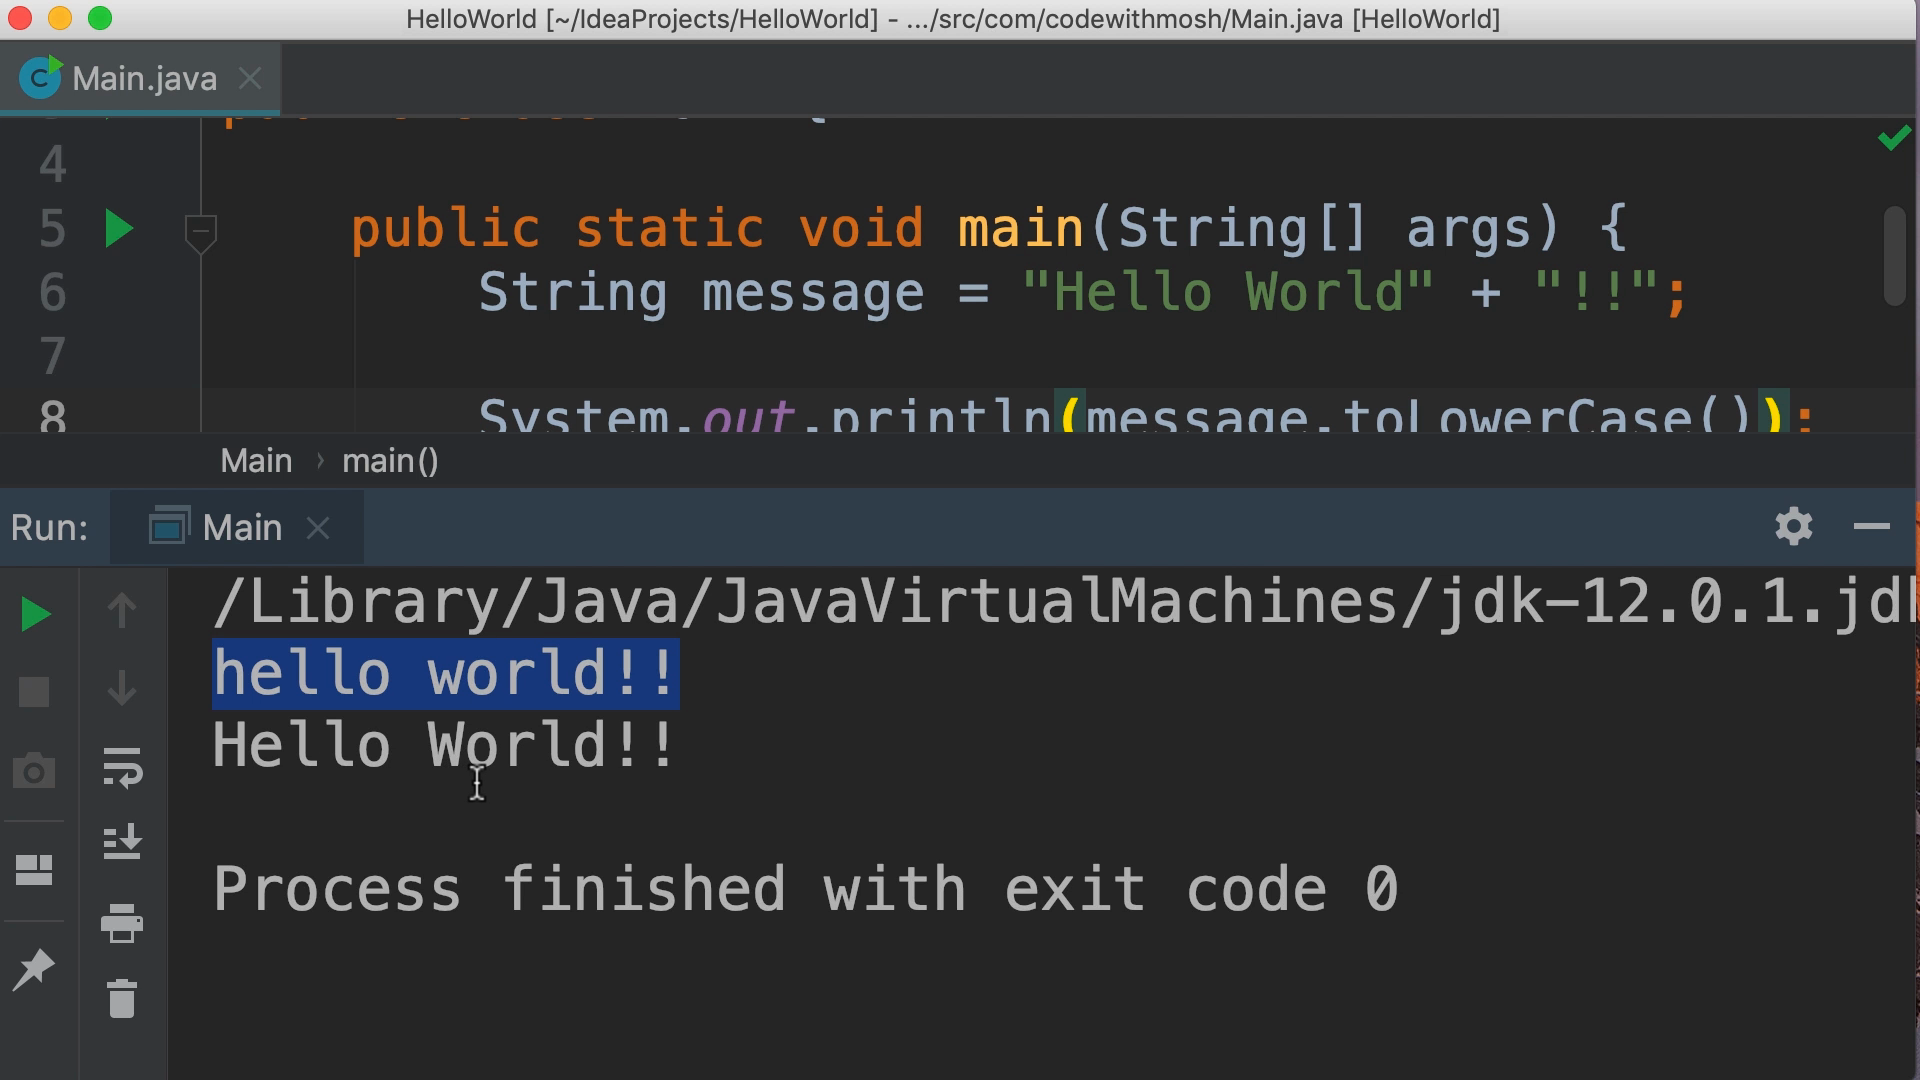 HelloWorld [~/IdeaProjects/HelloWorld] - .../src/com/codewithmosh/Main.java [HelloWorld]
Main.java
4
5 public static void main(String[] args) {
6 String message = "Hello World" + "!!";
7
8 System.out.println(message.toLowerCase());
Main › main()
Run: Main
/Library/Java/JavaVirtualMachines/jdk-12.0.1.jdk
hello world!!
Hello World!!
Process finished with exit code 0